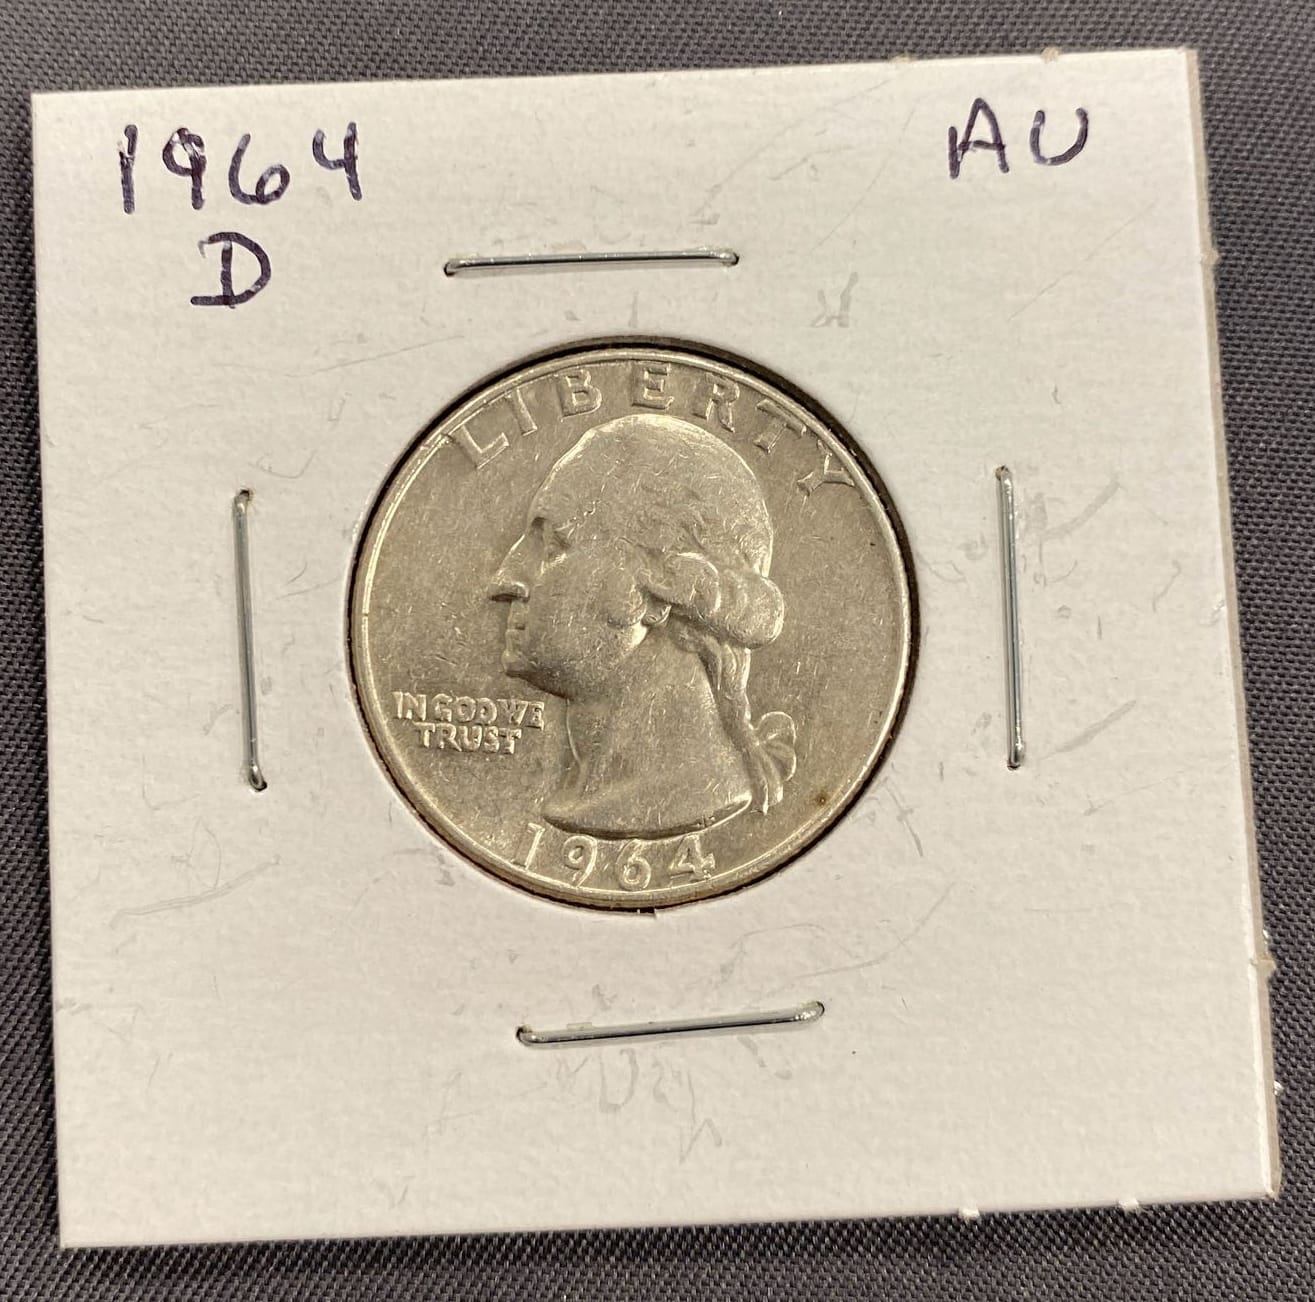 1964
D
AU
LIBERTY
IN GOD WE
TRUST
1964